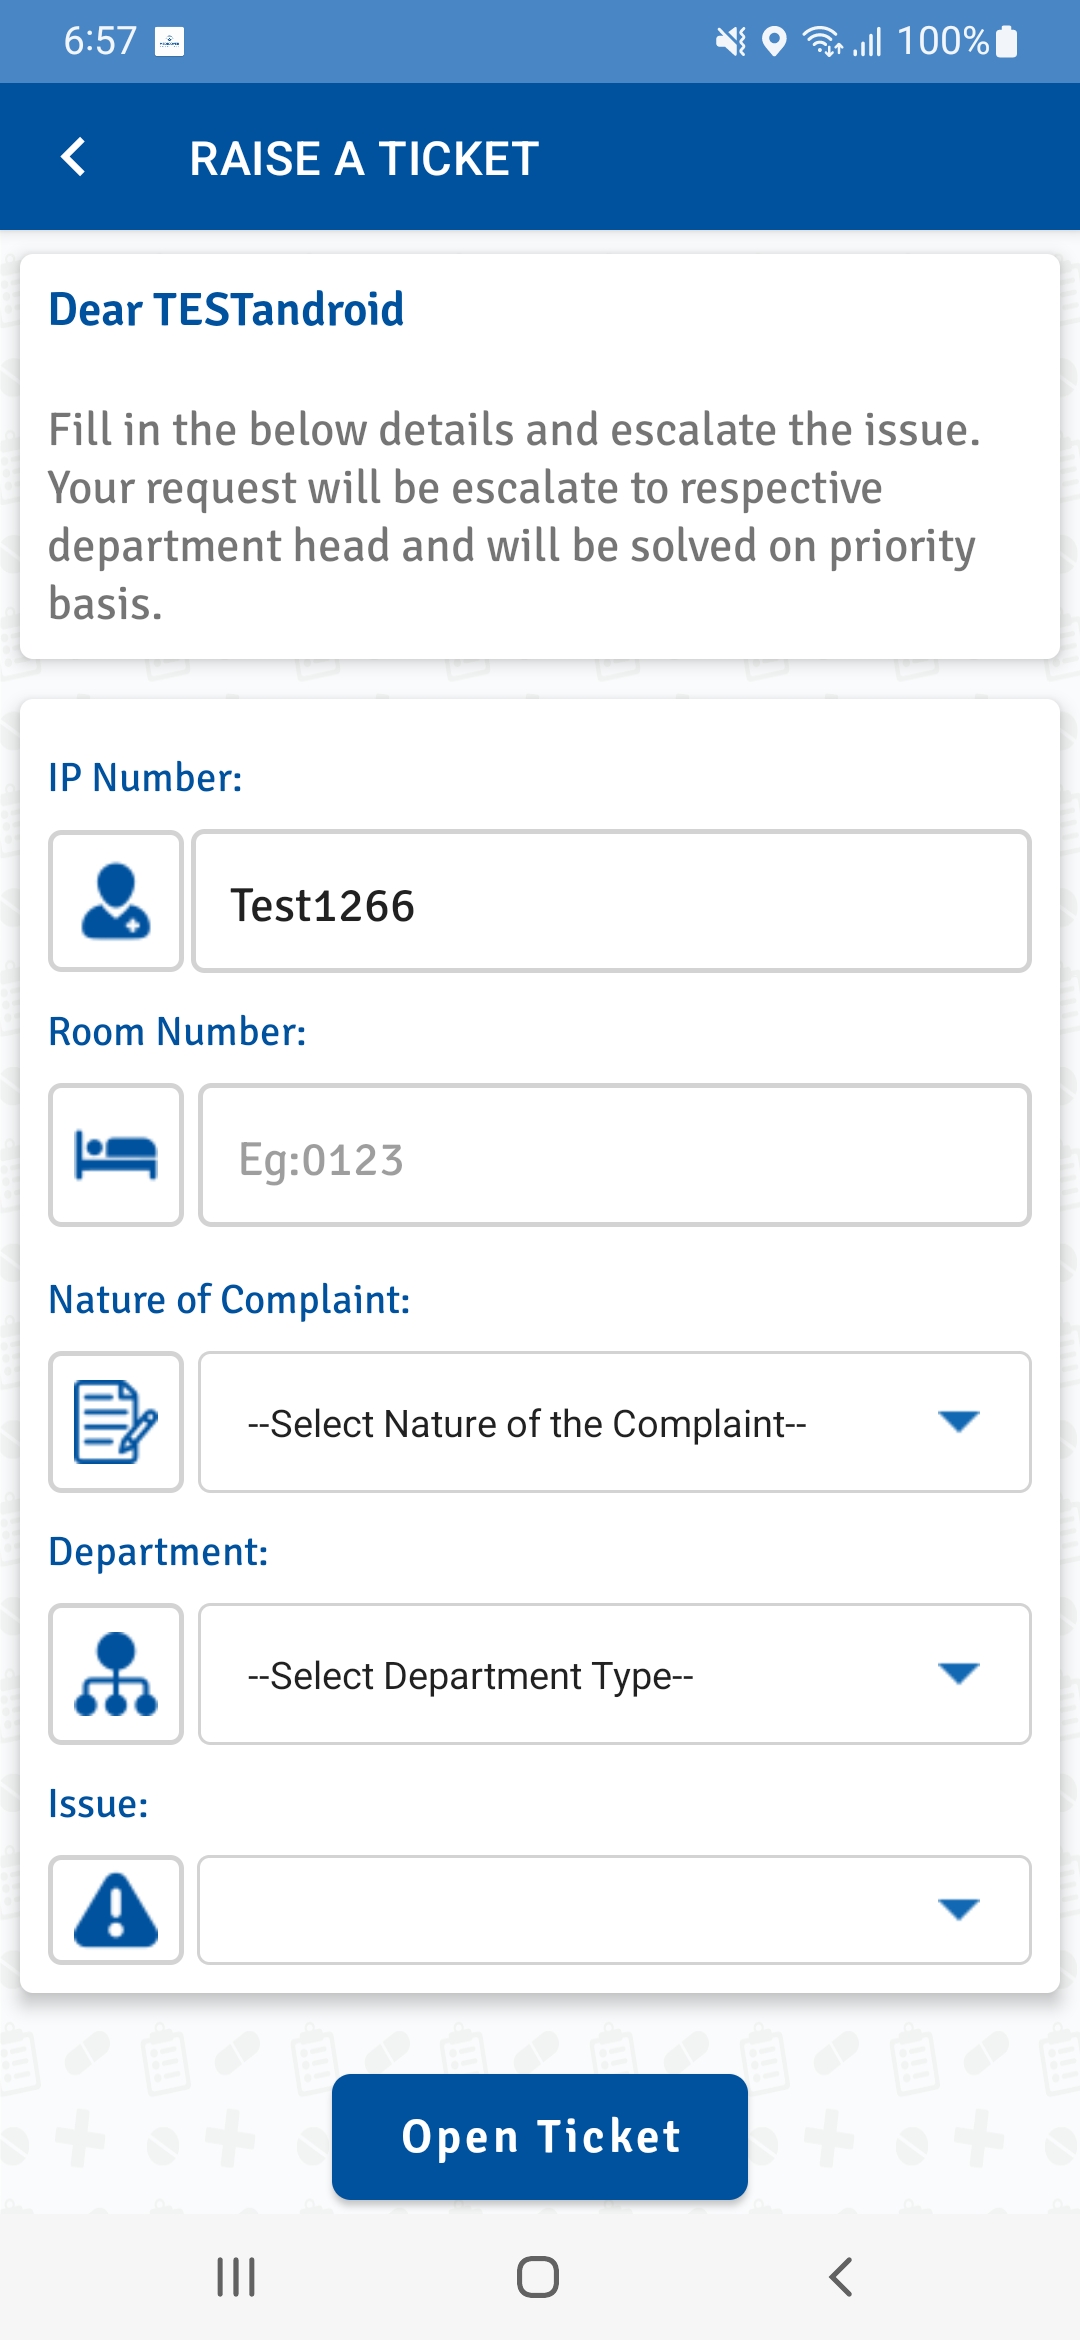 6:57
100%
RAISE A TICKET
Dear TESTandroid
Fill in the below details and escalate the issue.
Your request will be escalate to respective
department head and will be solved on priority
basis.
IP Number:
Test1266
Room Number:
Eg:0123
Nature of Complaint:
--Select Nature of the Complaint--
Department:
--Select Department Type--
Issue:
Open Ticket